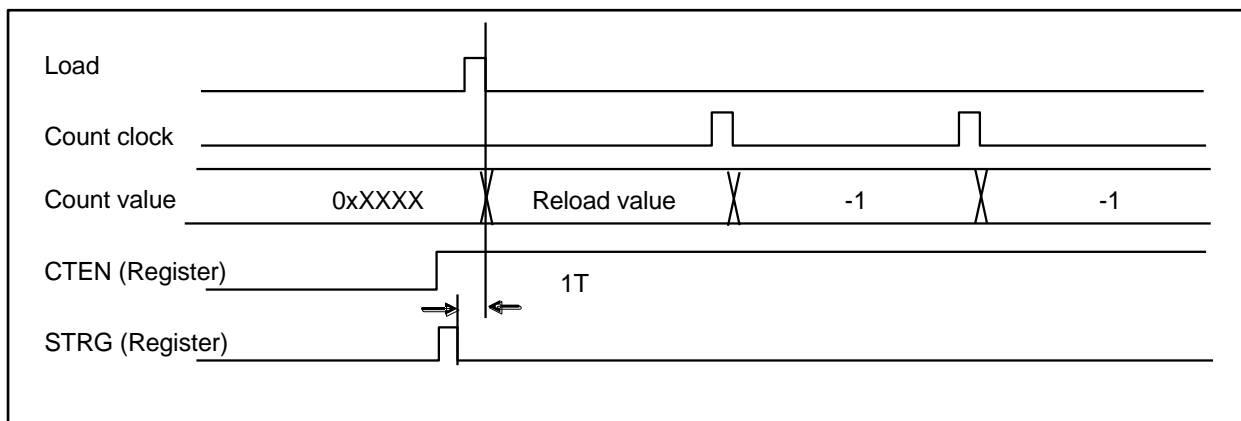 Load
Count clock
Count value 0xXXXX Reload value -1 -1
CTEN (Register)
1T
STRG (Register)